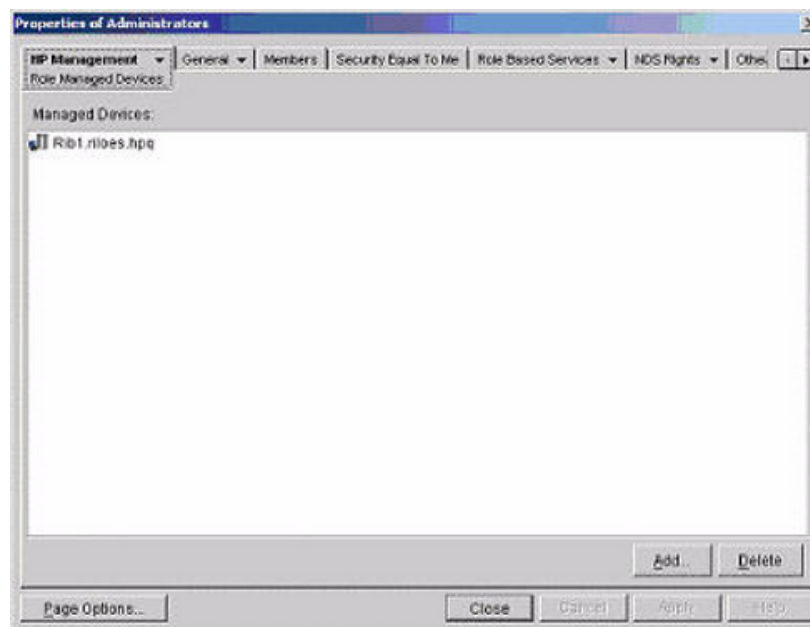 Properties of Administrators
HP Management General Members Security Equal To Me Role Based Services NDS Rights Other
Role Managed Devices
Managed Devices:
Rib1.riloes.hpq
Add... Delete
Page Options... Close Cancel Apply Help